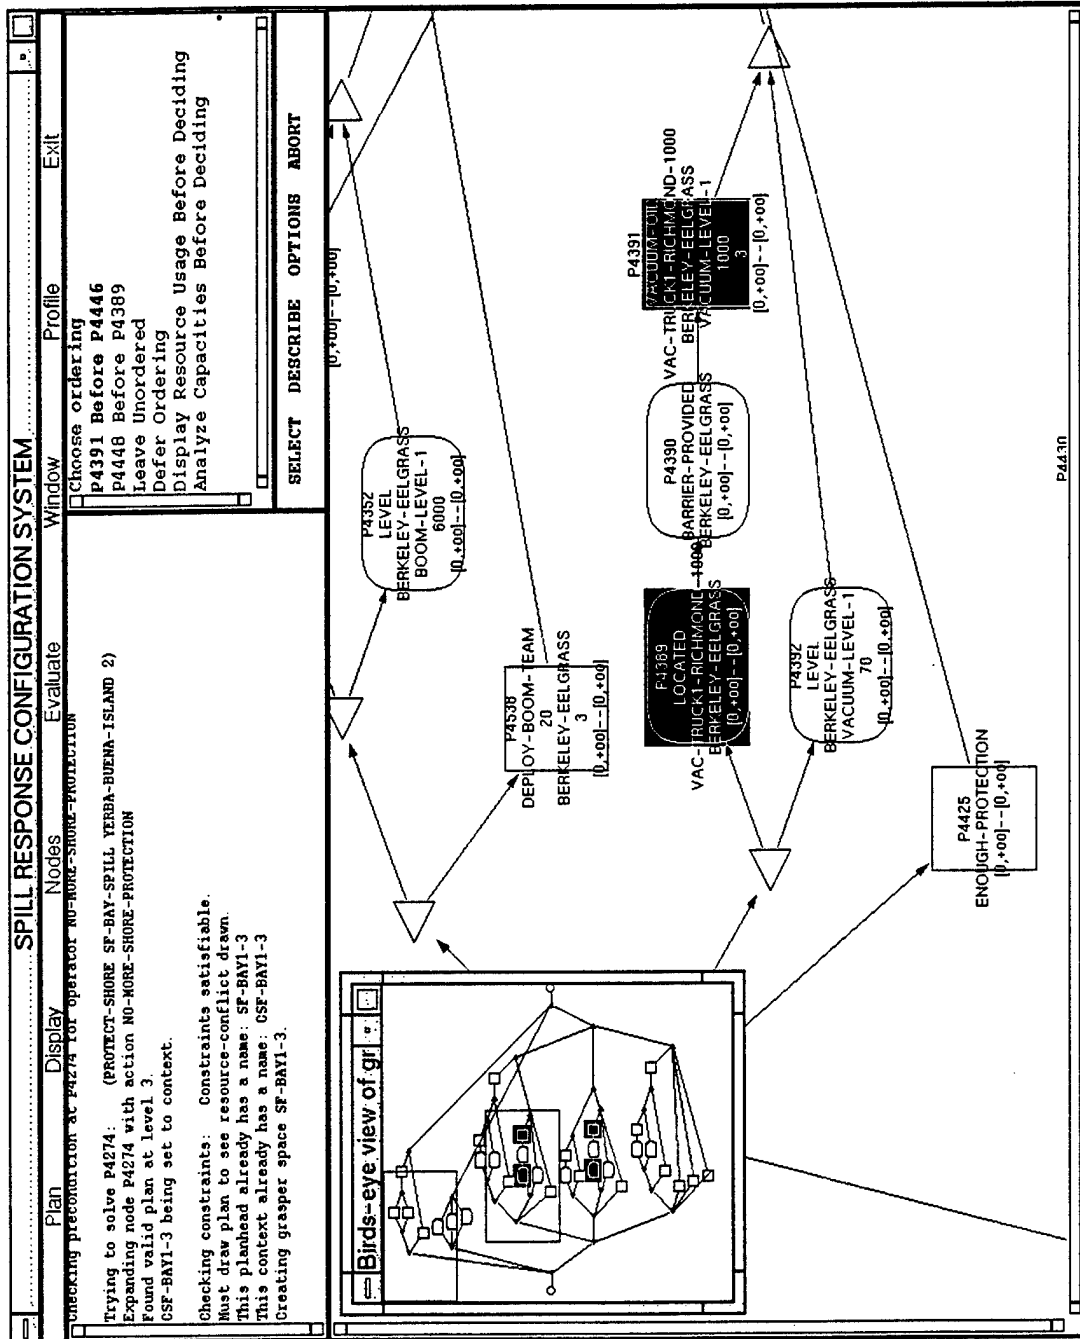 SPILL RESPONSE CONFIGURATION SYSTEM
Plan Display Nodes Evaluate Window Profile Exit
Checking precondition at P4274 for operator NO-MORE-SHORE-PROTECTION
Trying to solve P4274: (PROTECT-SHORE SF-BAY-SPILL YERBA-BUENA-ISLAND 2)
Expanding node P4274 with action NO-MORE-SHORE-PROTECTION
Found valid plan at level 3.
CSF-BAY1-3 being set to context.
Checking constraints: Constraints satisfiable.
Must draw plan to see resource-conflict drawn.
This planhead already has a name: SF-BAY1-3
This context already has a name: CSF-BAY1-3
Creating grasper space SF-BAY1-3.
Choose ordering
P4391 Before P4446
P4448 Before P4389
Leave Unordered
Defer Ordering
Display Resource Usage Before Deciding
Analyze Capacities Before Deciding
SELECT DESCRIBE OPTIONS ABORT
Birds-eye view of gr
[0,+oo]--[0,+oo]
P4352
LEVEL
BERKELEY-EELGRASS
BOOM-LEVEL-1
6000
[0,+oo]--[0,+oo]
P4538
DEPLOY-BOOM-TEAM
20
BERKELEY-EELGRASS
3
[0,+oo]--[0,+oo]
P4389
LOCATED
VAC-TRUCK1-RICHMOND-1000
BERKELEY-EELGRASS
[0,+oo]--[0,+oo]
P4390
BARRIER-PROVIDED
BERKELEY-EELGRASS
[0,+oo]--[0,+oo]
P4391
VACUUM-OIL
VAC-TRUCK1-RICHMOND-1000
BERKELEY-EELGRASS
VACUUM-LEVEL-1
1000
3
[0,+oo]--[0,+oo]
P4392
LEVEL
BERKELEY-EELGRASS
VACUUM-LEVEL-1
70
[0,+oo]--[0,+oo]
P4425
ENOUGH-PROTECTION
[0,+oo]--[0,+oo]
P4430